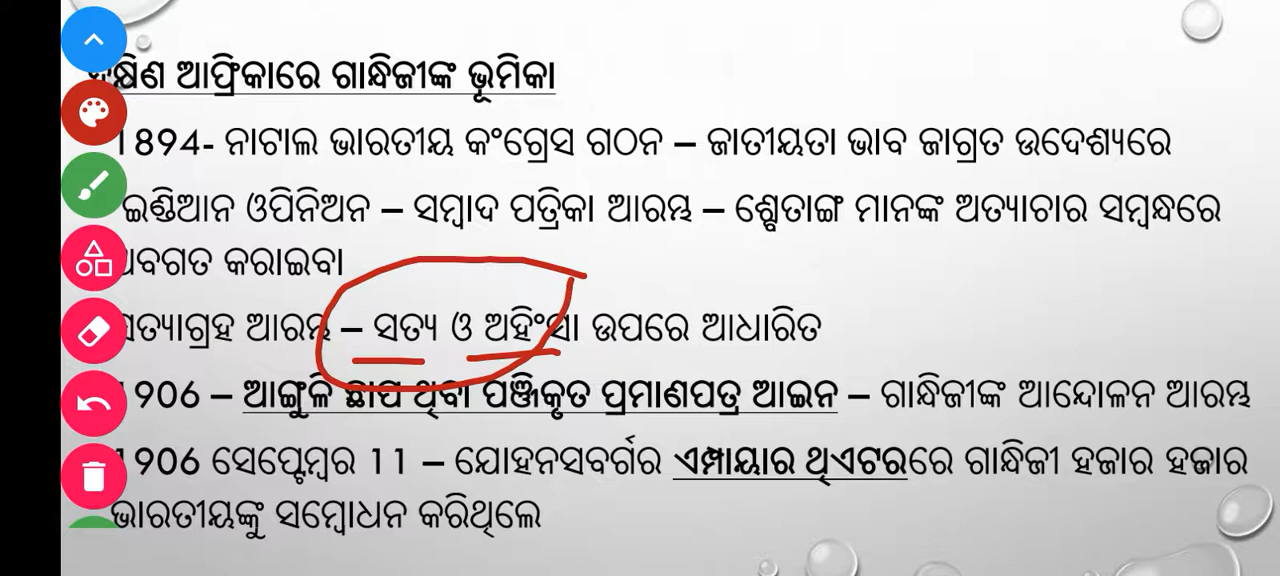 ଦକ୍ଷିଣ ଆଫ୍ରିକାରେ ଗାନ୍ଧିଜୀଙ୍କ ଭୂମିକା
1894- ନାଟାଲ ଭାରତୀୟ କଂଗ୍ରେସ ଗଠନ – ଜାତୀୟତା ଭାବ ଜାଗ୍ରତ ଉଦେଶ୍ୟରେ
ଇଣ୍ଡିଆନ ଓପିନିଅନ – ସମ୍ବାଦ ପତ୍ରିକା ଆରମ୍ଭ – ଶ୍ବେତାଙ୍ଗ ମାନଙ୍କ ଅତ୍ୟାଚାର ସମ୍ବନ୍ଧରେ
ଅବଗତ କରାଇବା
ସତ୍ୟାଗ୍ରହ ଆରମ୍ଭ – ସତ୍ୟ ଓ ଅହିଂସା ଉପରେ ଆଧାରିତ
1906 – ଆଙ୍ଗୁଳି ଛାପ ଥିବା ପଞ୍ଜିକୃତ ପ୍ରମାଣପତ୍ର ଆଇନ – ଗାନ୍ଧିଜୀଙ୍କ ଆନ୍ଦୋଳନ ଆରମ୍ଭ
1906 ସେପ୍ଟେମ୍ବର 11 – ଯୋହନସବର୍ଗର ଏମ୍ପାୟାର ଥିଏଟରରେ ଗାନ୍ଧିଜୀ ହଜାର ହଜାର
ଭାରତୀୟଙ୍କୁ ସମ୍ବୋଧନ କରିଥିଲେ